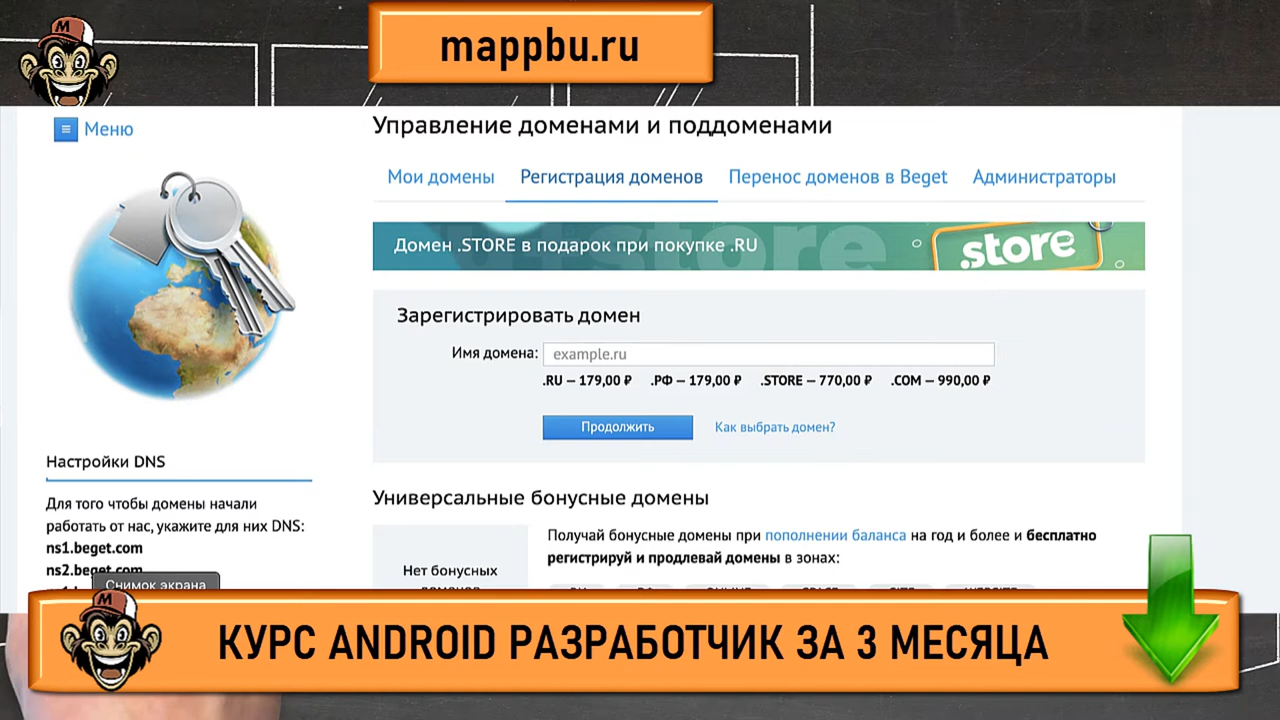 mappbu.ru
M
Меню
Управление доменами и поддоменами
Мои домены Регистрация доменов Перенос доменов в Beget Администраторы
Домен .STORE в подарок при покупке .RU
.store
Зарегистрировать домен
Имя домена: example.ru
.RU — 179,00 ₽ .РФ — 179,00 ₽ .STORE — 770,00 ₽ .COM — 990,00 ₽
Продолжить Как выбрать домен?
Настройки DNS
Для того чтобы домены начали
работать от нас, укажите для них DNS:
ns1.beget.com
ns2.beget.com
Снимок экрана
Универсальные бонусные домены
Нет бонусных
Получай бонусные домены при пополнении баланса на год и более и бесплатно
регистрируй и продлевай домены в зонах:
M
КУРС ANDROID РАЗРАБОТЧИК ЗА 3 МЕСЯЦА